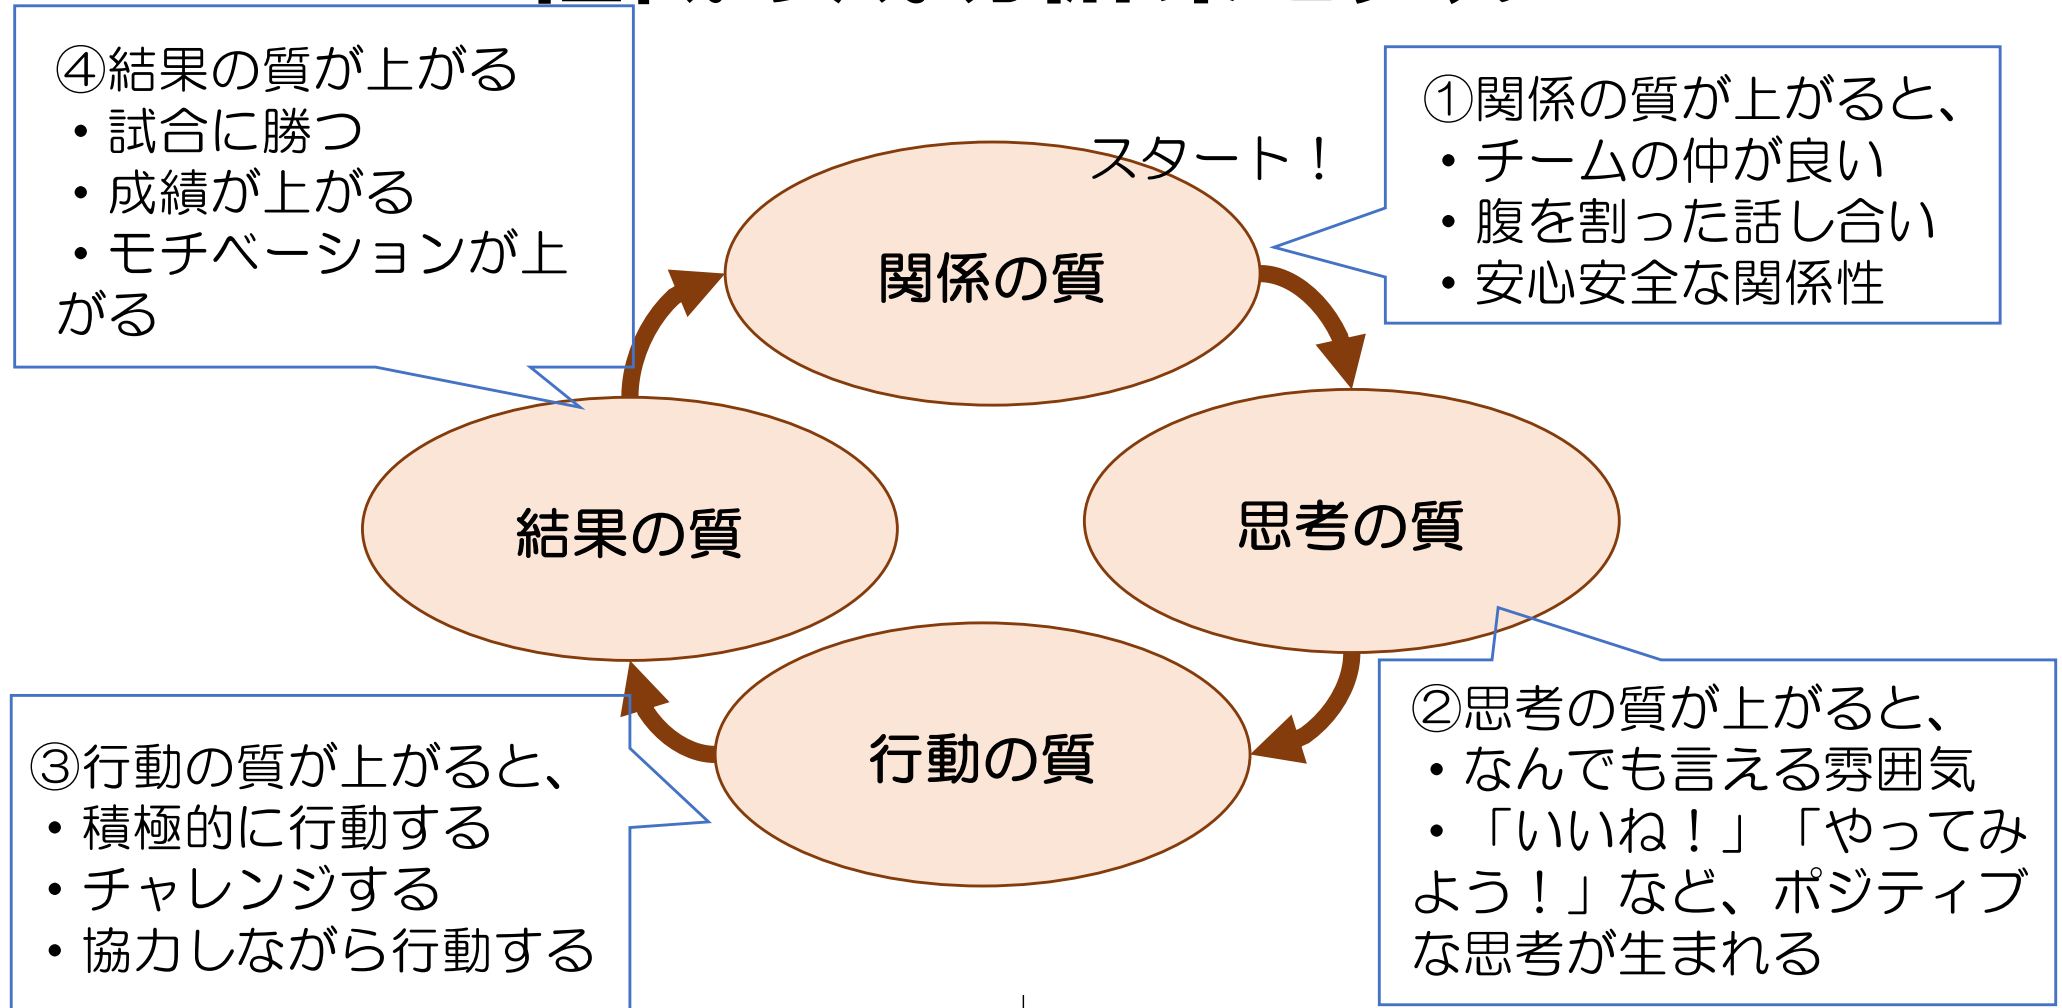 ④結果の質が上がる
・試合に勝つ
・成績が上がる
・モチベーションが上
がる
スタート！
①関係の質が上がると、
・チームの仲が良い
・腹を割った話し合い
・安心安全な関係性
関係の質
結果の質
思考の質
行動の質
③行動の質が上がると、
・積極的に行動する
・チャレンジする
・協力しながら行動する
②思考の質が上がると、
・なんでも言える雰囲気
・「いいね！」「やってみ
よう！」など、ポジティブ
な思考が生まれる